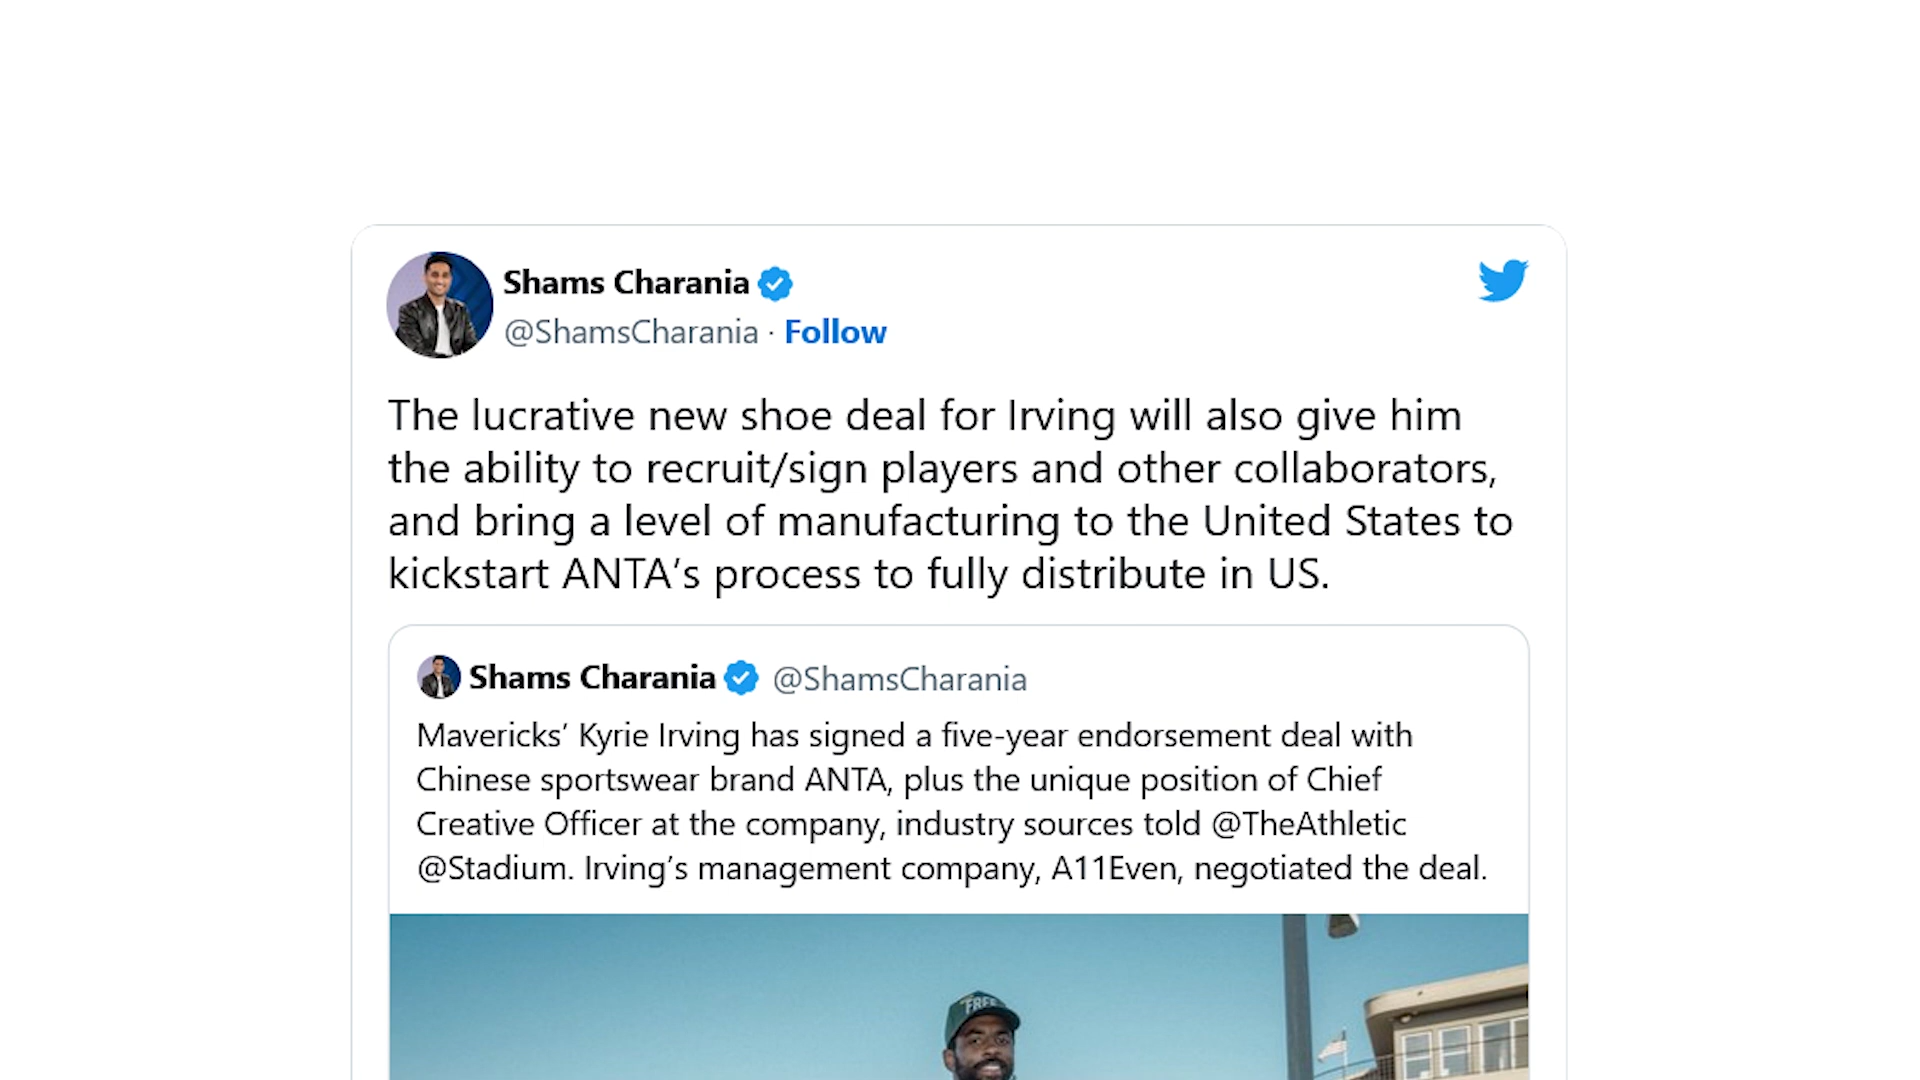 Shams Charania
@ShamsCharania · Follow
The lucrative new shoe deal for Irving will also give him
the ability to recruit/sign players and other collaborators,
and bring a level of manufacturing to the United States to
kickstart ANTA’s process to fully distribute in US.
Shams Charania @ShamsCharania
Mavericks’ Kyrie Irving has signed a five-year endorsement deal with
Chinese sportswear brand ANTA, plus the unique position of Chief
Creative Officer at the company, industry sources told @TheAthletic
@Stadium. Irving’s management company, A11Even, negotiated the deal.
FREE